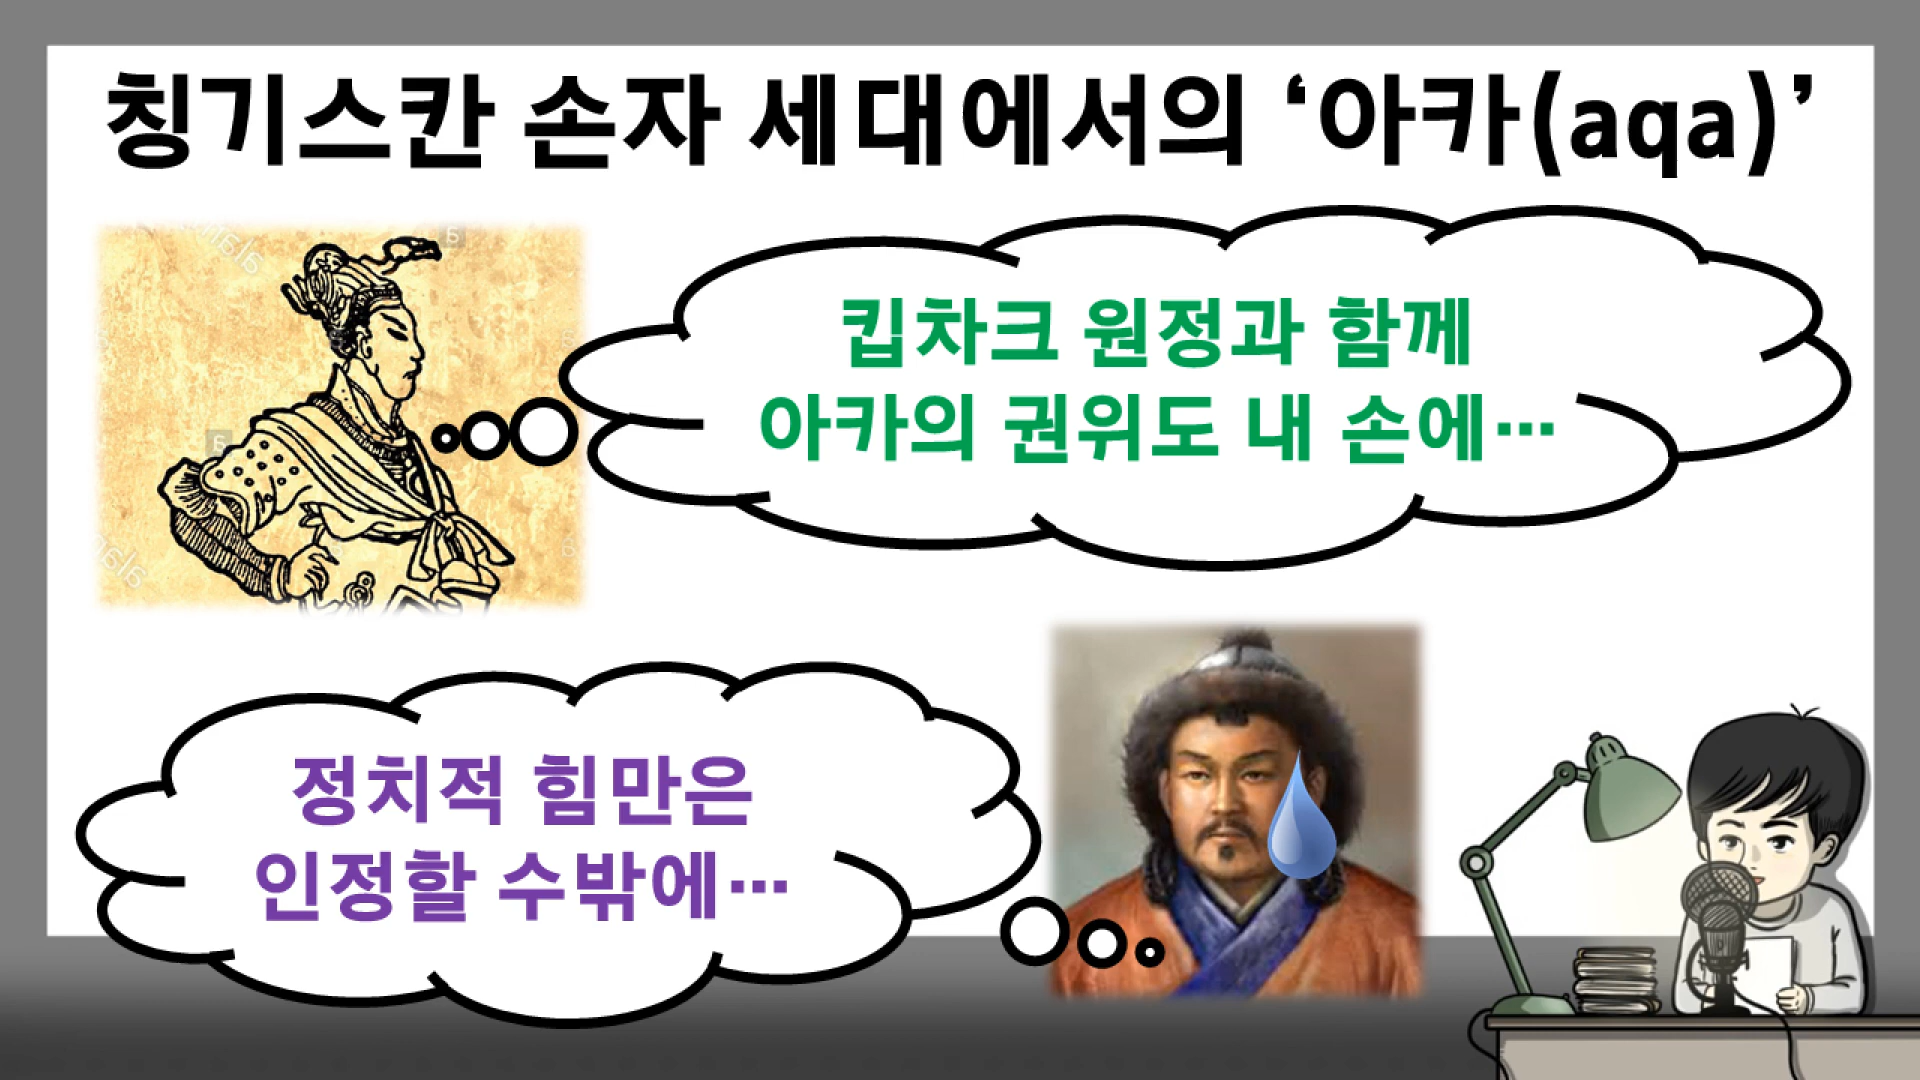 칭기스칸 손자 세대에서의 ‘아카(aqa)’
킵차크 원정과 함께
아카의 권위도 내 손에…
정치적 힘만은
인정할 수밖에…